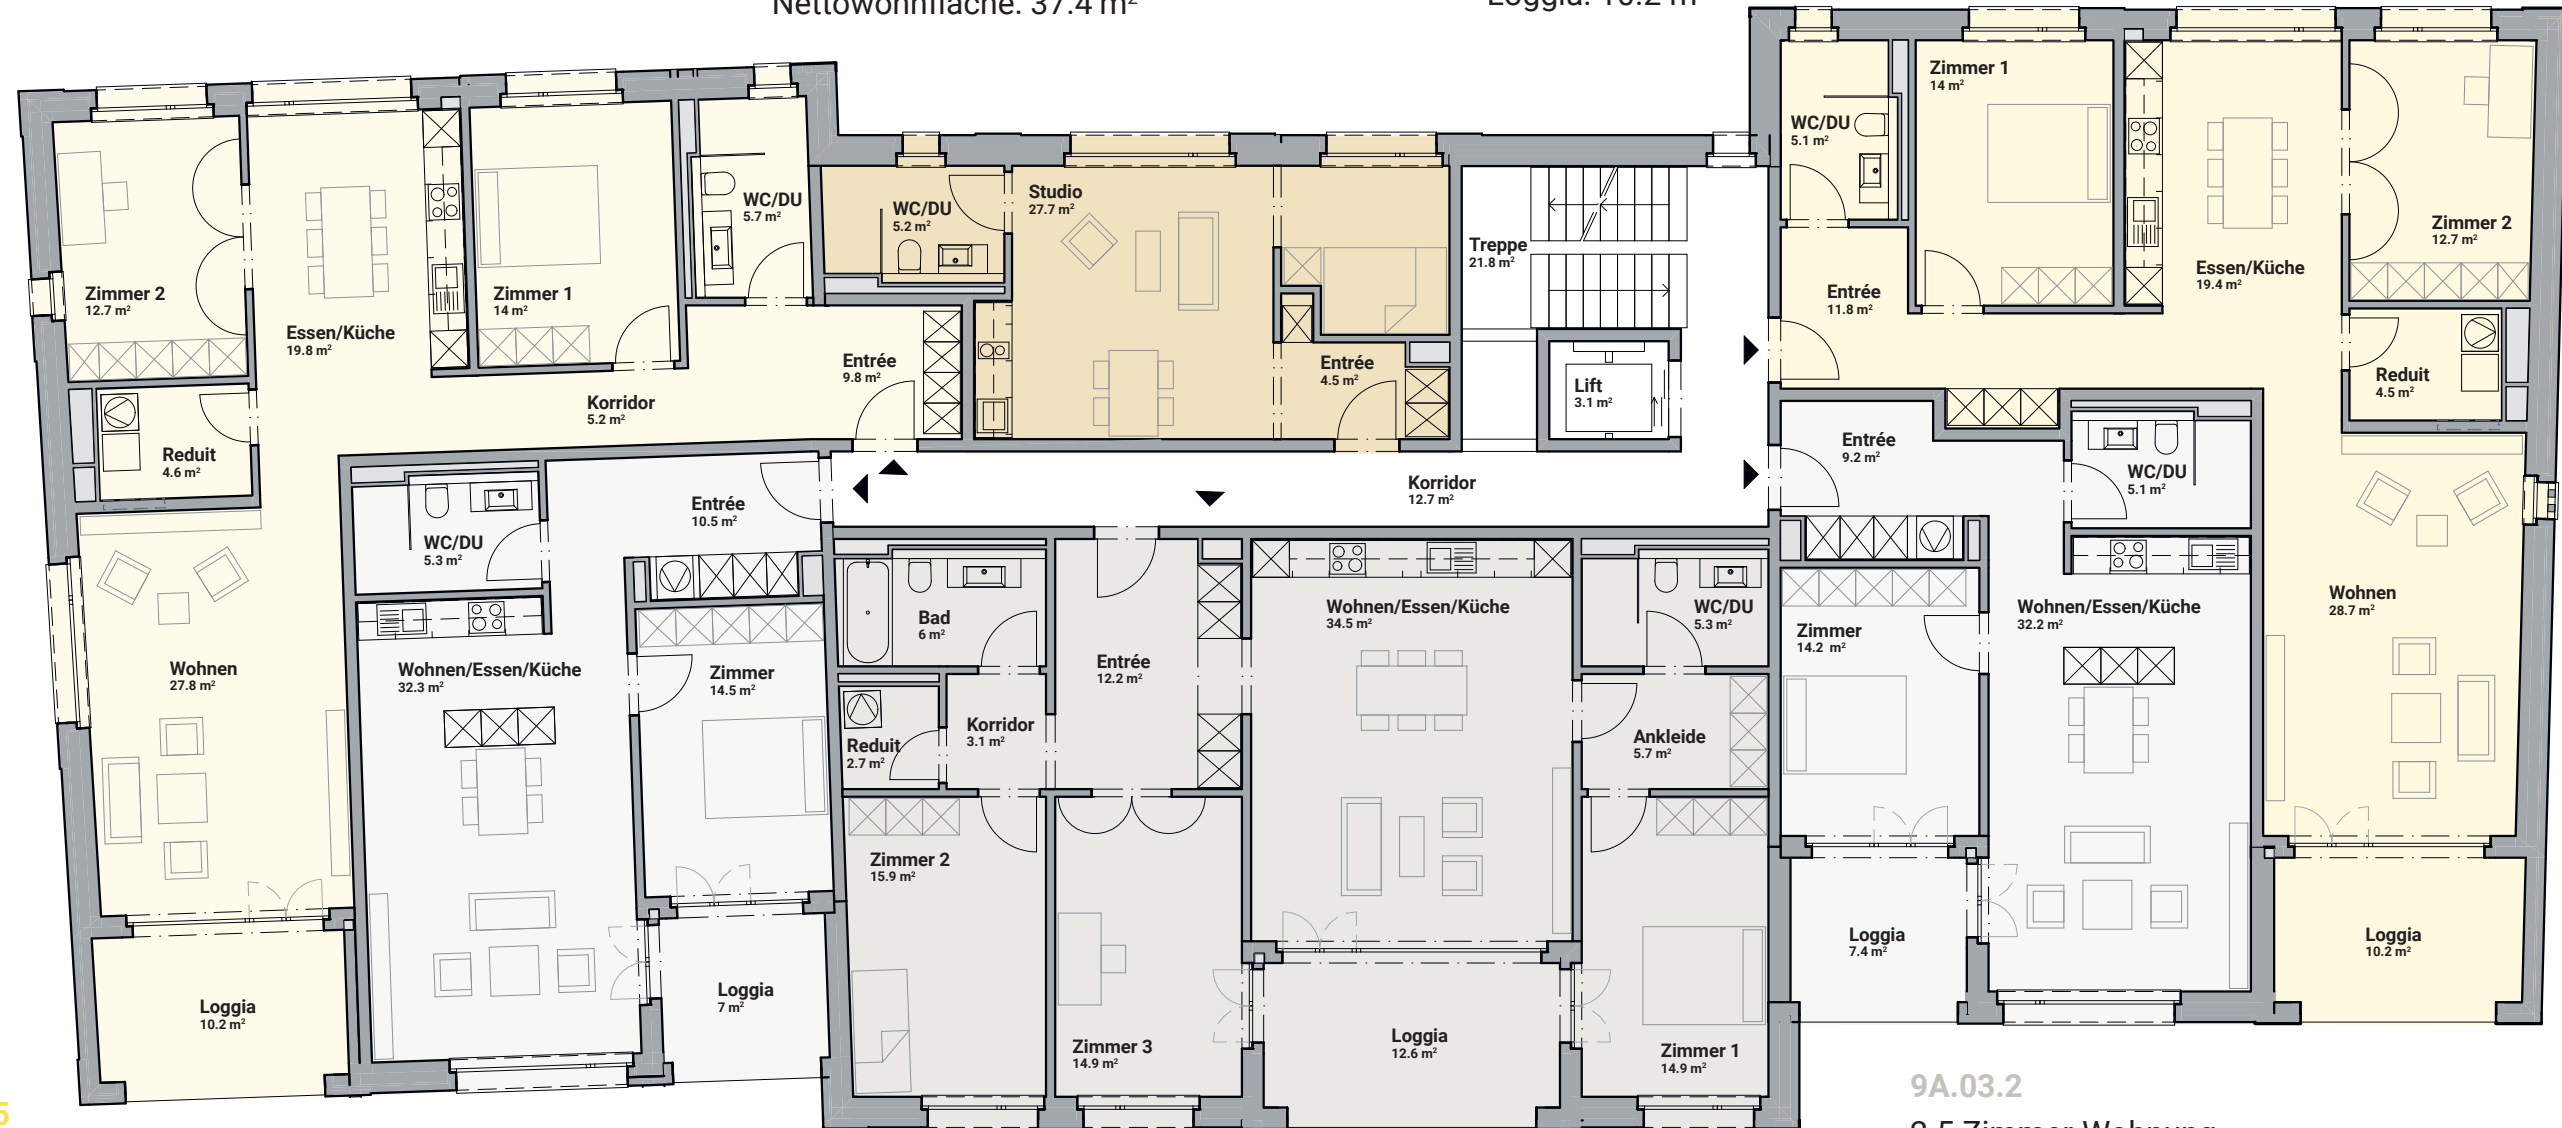 Nettowohnfläche: 37.4 m²
Loggia: 10.2 m²
Zimmer 1
14 m²
WC/DU
5.1 m²
Zimmer 2
12.7 m²
Essen/Küche
19.4 m²
Entrée
11.8 m²
Reduit
4.5 m²
Wohnen
28.7 m²
Loggia
10.2 m²
Studio
27.7 m²
WC/DU
5.2 m²
Entrée
4.5 m²
Treppe
21.8 m²
Lift
3.1 m²
WC/DU
5.7 m²
Zimmer 2
12.7 m²
Zimmer 1
14 m²
Essen/Küche
19.8 m²
Entrée
9.8 m²
Korridor
5.2 m²
Reduit
4.6 m²
Wohnen
27.8 m²
Loggia
10.2 m²
Entrée
10.5 m²
WC/DU
5.3 m²
Wohnen/Essen/Küche
32.3 m²
Zimmer
14.5 m²
Loggia
7 m²
Korridor
12.7 m²
Bad
6 m²
Entrée
12.2 m²
Korridor
3.1 m²
Reduit
2.7 m²
Zimmer 2
15.9 m²
Zimmer 3
14.9 m²
Wohnen/Essen/Küche
34.5 m²
WC/DU
5.3 m²
Ankleide
5.7 m²
Zimmer 1
14.9 m²
Loggia
12.6 m²
Entrée
9.2 m²
WC/DU
5.1 m²
Zimmer
14.2 m²
Wohnen/Essen/Küche
32.2 m²
Loggia
7.4 m²
9A.03.2
2.5 Zimmer-Wohnung
5